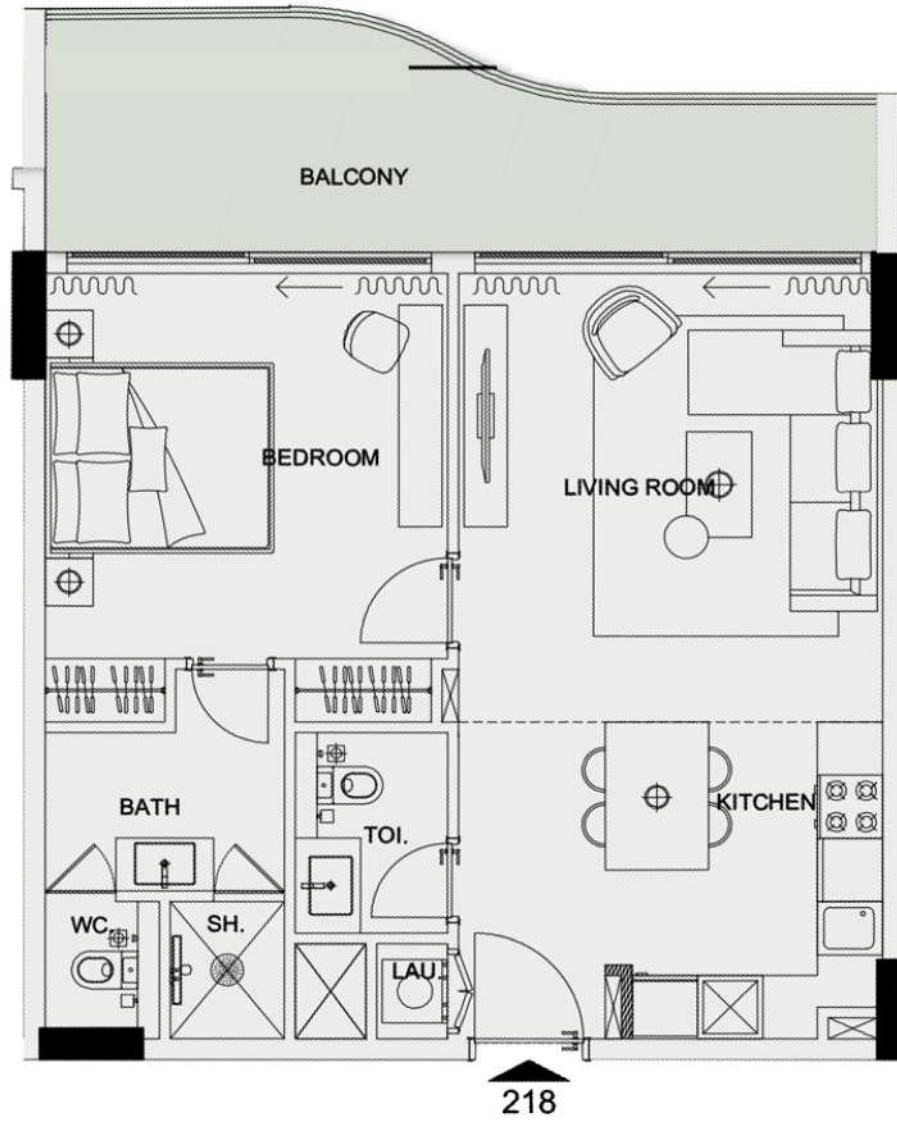 BALCONY
BEDROOM
LIVING ROOM
BATH
TOI.
KITCHEN
WC.
SH.
LAU
218